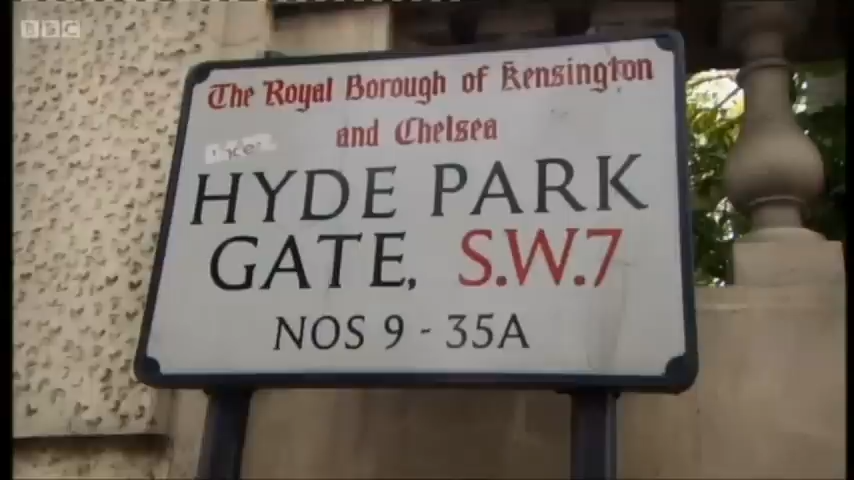 BBC
The Royal Borough of Kensington
and Chelsea
HYDE PARK
GATE, S.W.7
NOS 9 - 35A